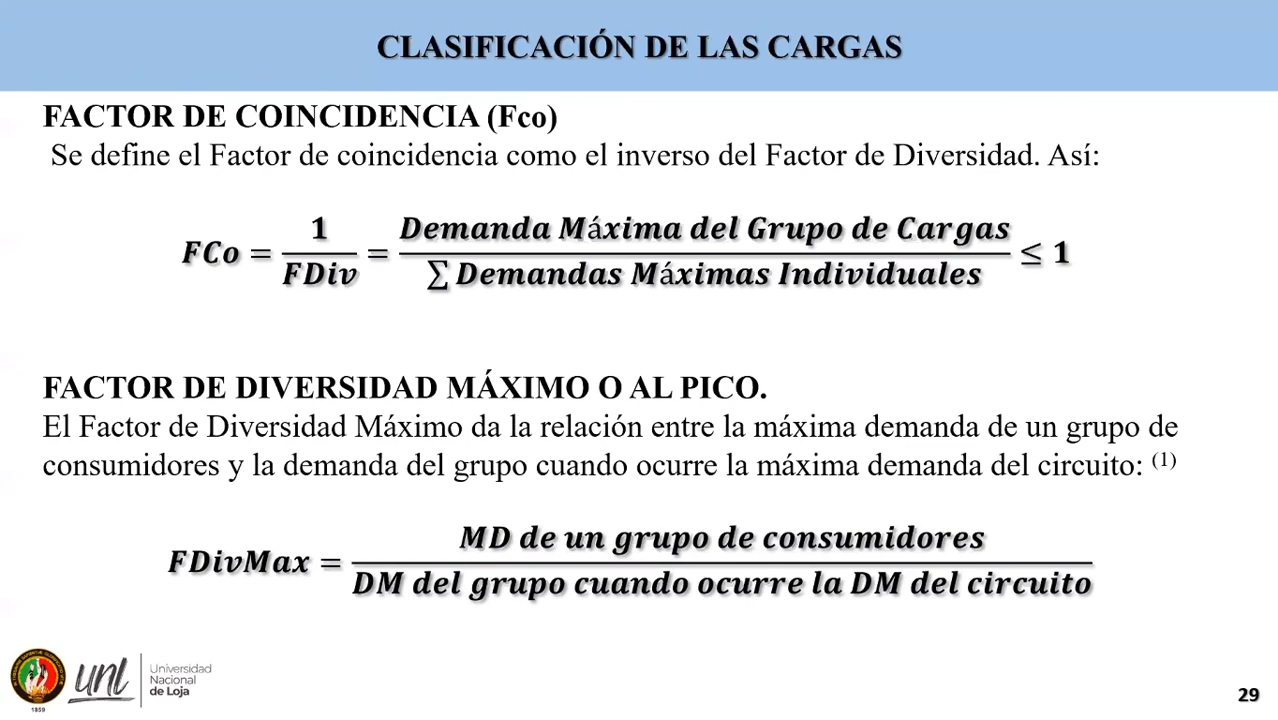 CLASIFICACIÓN DE LAS CARGAS
FACTOR DE COINCIDENCIA (Fco)
Se define el Factor de coincidencia como el inverso del Factor de Diversidad. Así:
FCo = 1 / FDiv = Demanda Máxima del Grupo de Cargas / ∑ Demandas Máximas Individuales ≤ 1
FACTOR DE DIVERSIDAD MÁXIMO O AL PICO.
El Factor de Diversidad Máximo da la relación entre la máxima demanda de un grupo de
consumidores y la demanda del grupo cuando ocurre la máxima demanda del circuito: (1)
FDivMax = MD de un grupo de consumidores / DM del grupo cuando ocurre la DM del circuito
unl
Universidad
Nacional
de Loja
1859
29